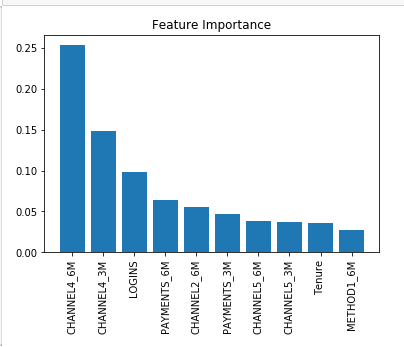 Feature Importance
0.25
0.20
0.15
0.10
0.05
0.00
CHANNEL4_6M
CHANNEL4_3M
LOGINS
PAYMENTS_6M
CHANNEL2_6M
PAYMENTS_3M
CHANNEL5_6M
CHANNEL5_3M
Tenure
METHOD1_6M